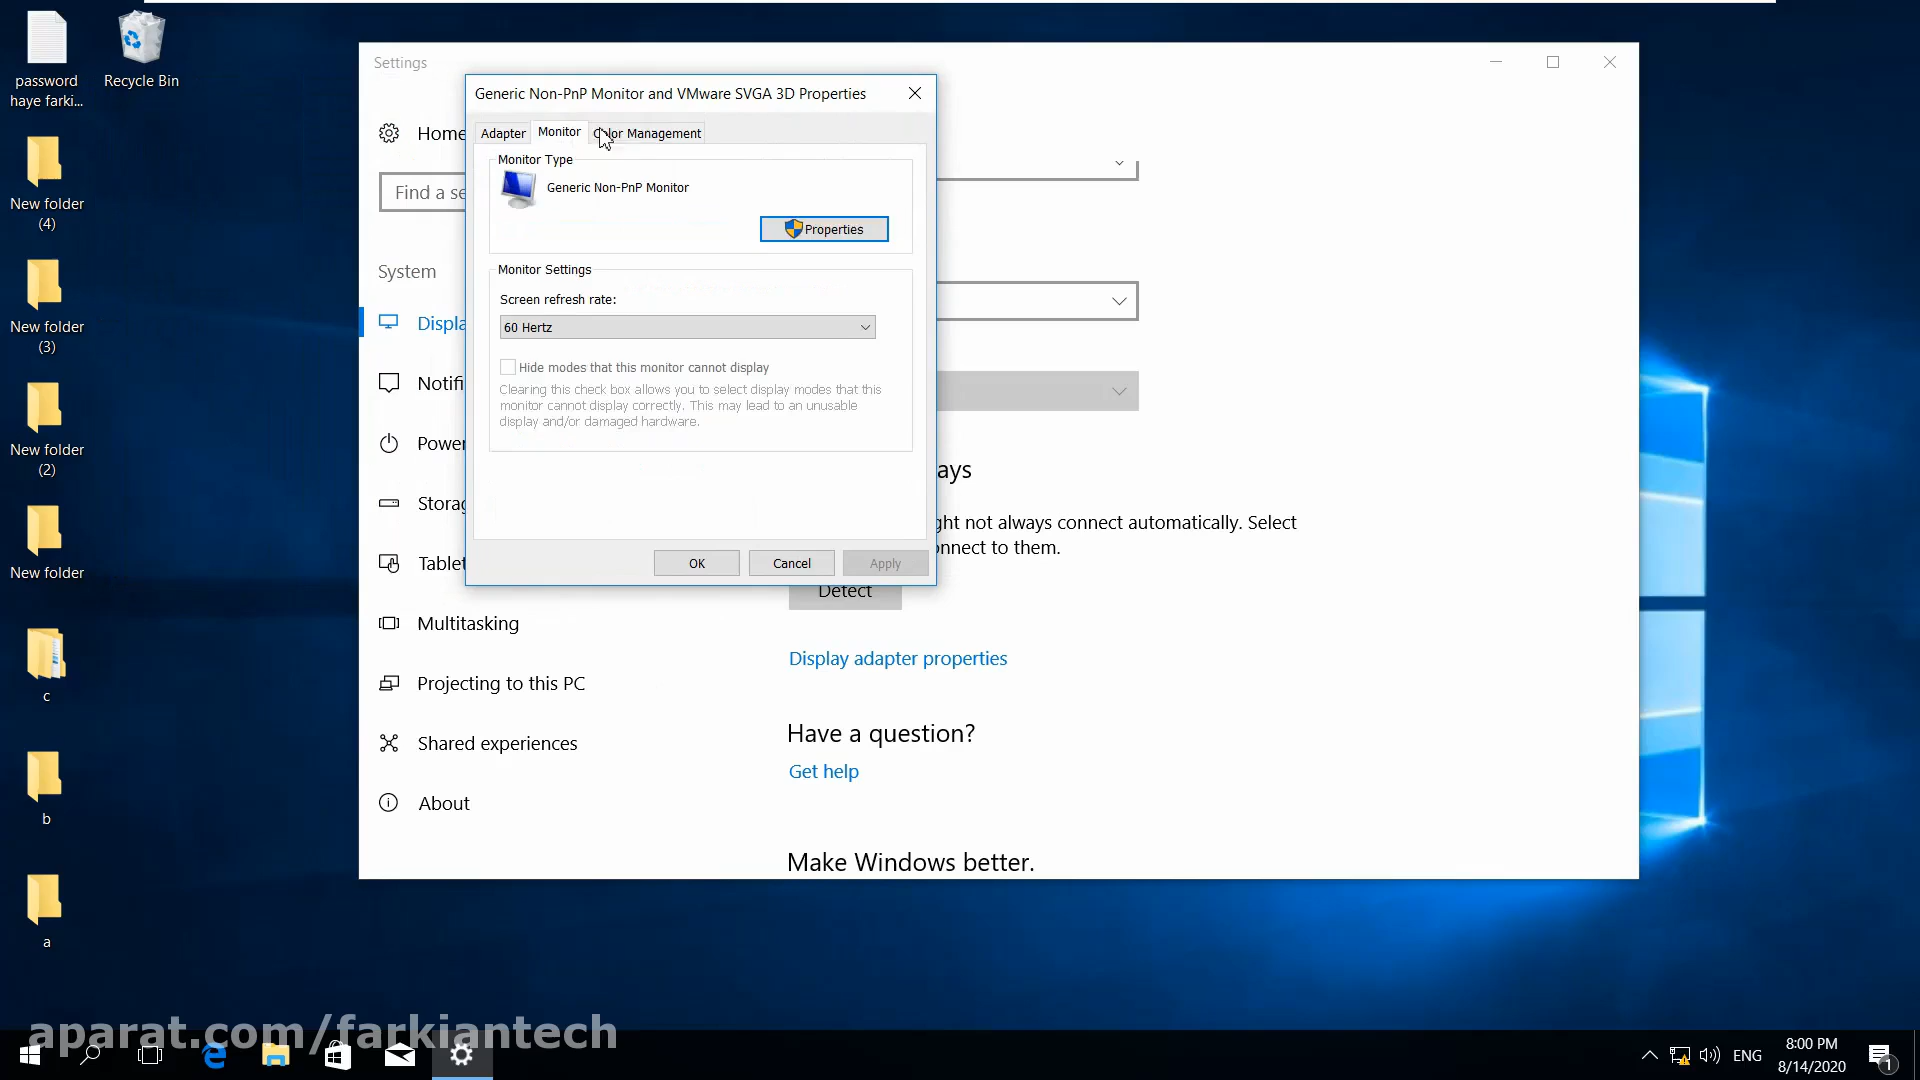 password
haye farki...
Recycle Bin
New folder
(4)
New folder
(3)
New folder
(2)
New folder
c
b
a
Settings
Home
Find a se
System
Displa
Notifi
Power
Storag
Tablet
Multitasking
Projecting to this PC
Shared experiences
About
Generic Non-PnP Monitor and VMware SVGA 3D Properties
Adapter
Monitor
Color Management
Monitor Type
Generic Non-PnP Monitor
Properties
Monitor Settings
Screen refresh rate:
60 Hertz
Hide modes that this monitor cannot display
Clearing this check box allows you to select display modes that this
monitor cannot display correctly. This may lead to an unusable
display and/or damaged hardware.
OK
Cancel
Apply
ays
ght not always connect automatically. Select
onnect to them.
Detect
Display adapter properties
Have a question?
Get help
Make Windows better.
aparat.com/farkiantech
ENG
8:00 PM
8/14/2020
1